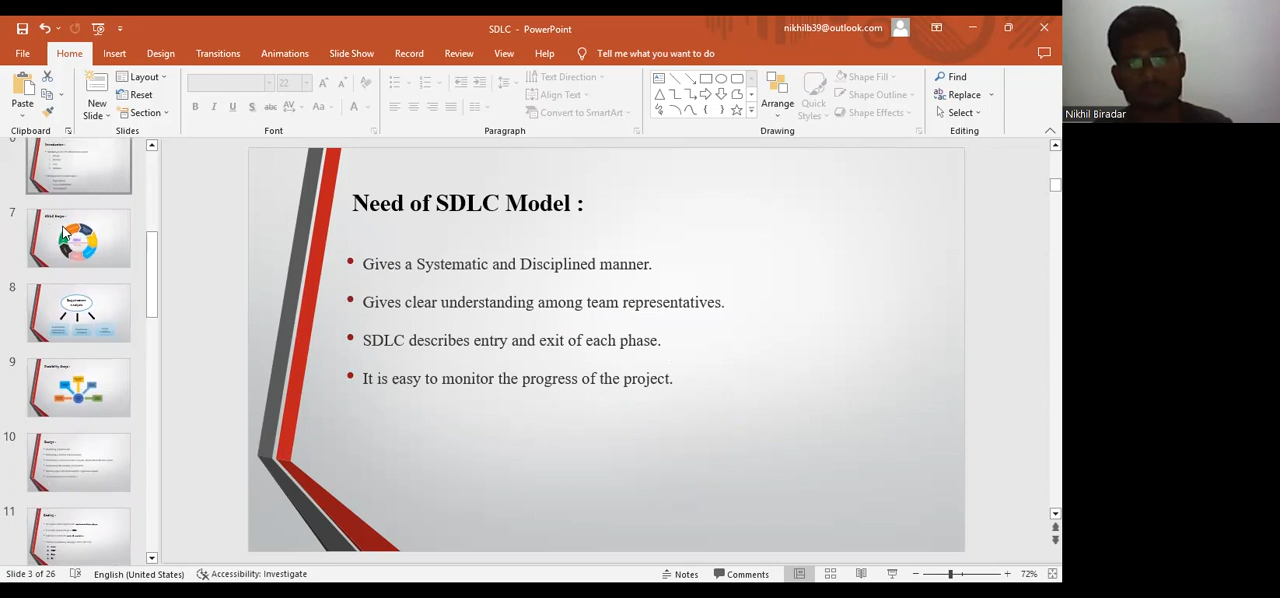 SDLC - PowerPoint
nikhilb39@outlook.com
File Home Insert Design Transitions Animations Slide Show Record Review View Help Tell me what you want to do
Paste
Clipboard
New
Slide
Layout
Reset
Section
Slides
22
B I U S abc AV Aa A
Font
Text Direction
Align Text
Convert to SmartArt
Paragraph
Arrange
Quick
Styles
Shape Fill
Shape Outline
Shape Effects
Drawing
Find
Replace
Select
Editing
Nikhil Biradar
7
8
9
10
11
Need of SDLC Model :
Gives a Systematic and Disciplined manner.
Gives clear understanding among team representatives.
SDLC describes entry and exit of each phase.
It is easy to monitor the progress of the project.
Slide 3 of 26 English (United States) Accessibility: Investigate Notes Comments 72%